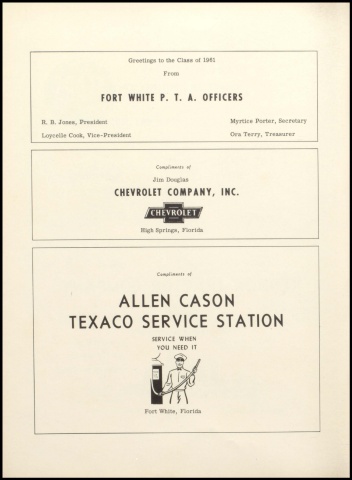 Greetings to the Class of 1961
From
FORT WHITE P. T. A. OFFICERS
H. B. Jones, President
Myrtice Porter, Secretary
Loycelle Cook, Vice-President
Ora Terry, Treasurer
Compliments of
Jim Douglas
CHEVROLET COMPANY, INC.
CHEVROLET
High Springs, Florida
Compliments of
ALLEN CASON
TEXACO SERVICE STATION
SERVICE WHEN
YOU NEED IT
Fort White, Florida